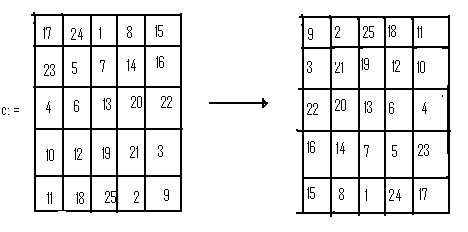 17 24 1 8 15 9 2 25 18 11
23 5 7 14 16 3 21 19 12 10
c: = 4 6 13 20 22 22 20 13 6 4
10 12 19 21 3 16 14 7 5 23
11 18 25 2 9 15 8 1 24 17